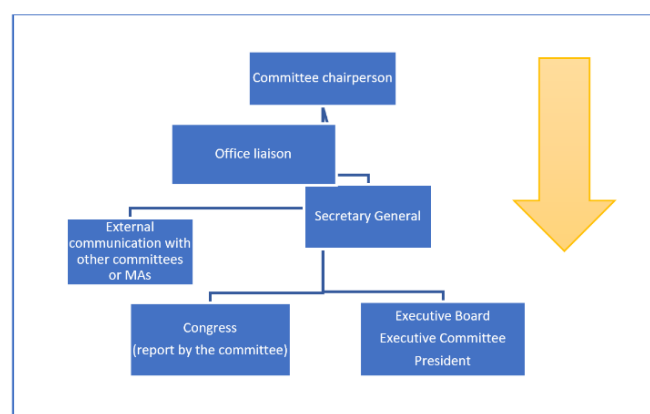 Committee chairperson
Office liaison
Secretary General
External
communication with
other committees
or MAs
Congress
(report by the committee)
Executive Board
Executive Committee
President